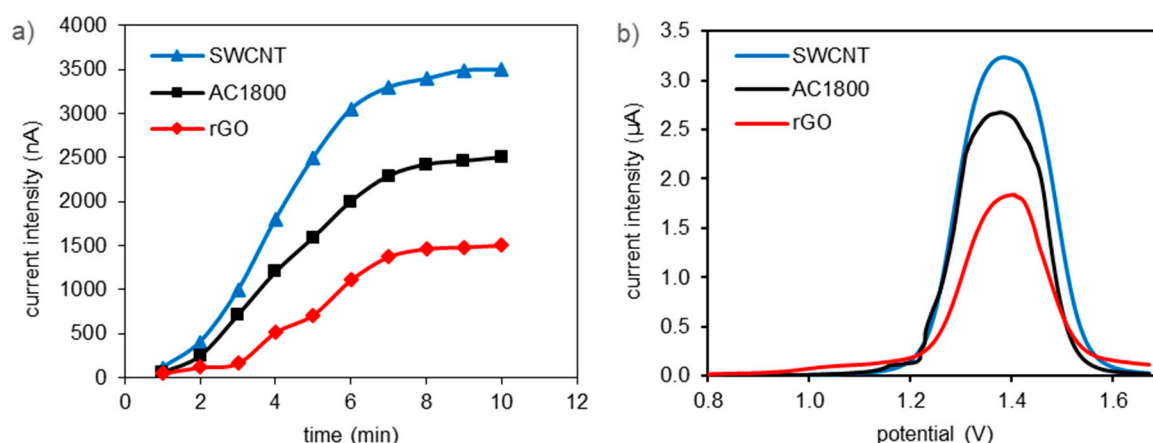 a)
current intensity (nA)
4000
3500
3000
2500
2000
1500
1000
500
0
SWCNT
AC1800
rGO
0 2 4 6 8 10 12
time (min)
b)
current intensity (µA)
3.5
3.0
2.5
2.0
1.5
1.0
0.5
0.0
SWCNT
AC1800
rGO
0.8 1.0 1.2 1.4 1.6
potential (V)